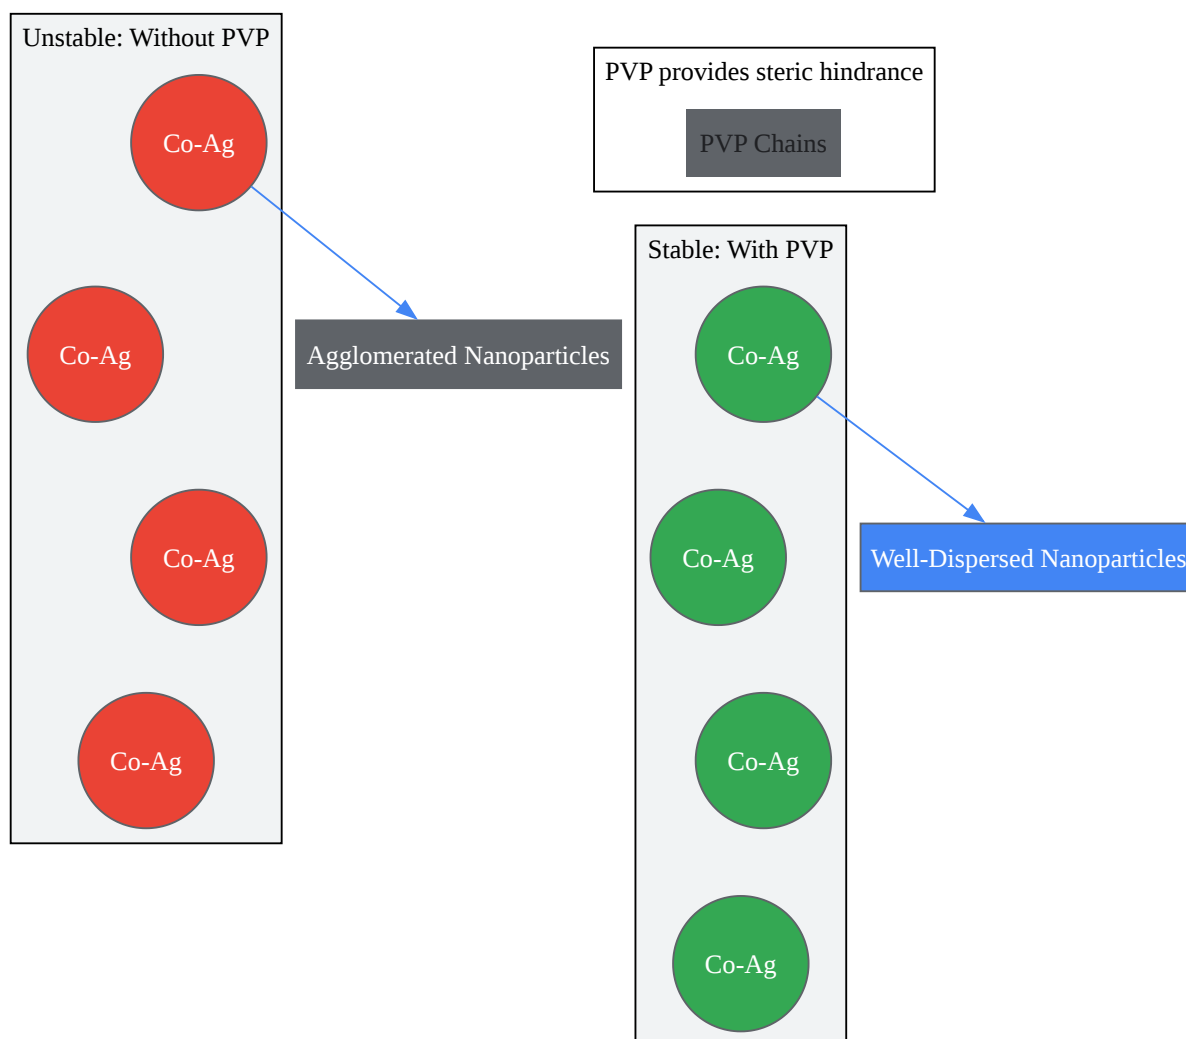 Unstable: Without PVP
Co-Ag
Co-Ag
Co-Ag
Co-Ag
Agglomerated Nanoparticles
PVP provides steric hindrance
PVP Chains
Stable: With PVP
Co-Ag
Co-Ag
Co-Ag
Co-Ag
Well-Dispersed Nanoparticles